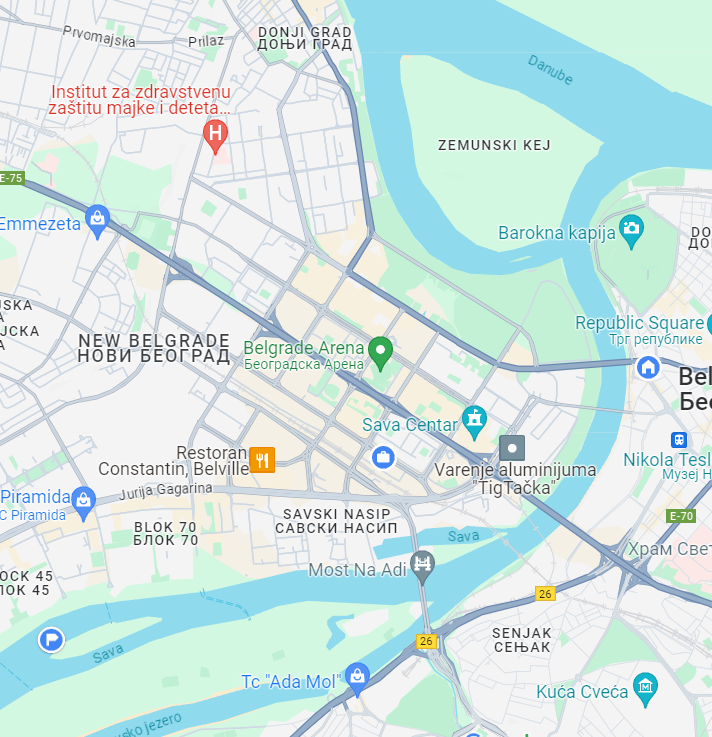 DONJI GRAD
ДОЊИ ГРАД
Prvomajska
Prilaz
Danube
Institut za zdravstvenu
zaštitu majke i deteta...
H
ZEMUNSKI KEJ
E-75
Emmezeta
Barokna kapija
DO
ДО
NEW BELGRADE
НОВИ БЕОГРАД
Republic Square
Трг републике
Belgrade Arena
Београдска Арена
Bel
Бео
Sava Centar
Restoran
Constantin, Belville
Varenje aluminijuma
"TigTačka"
Nikola Tesl
Музеј Н
Piramida
C Piramida
Jurija Gagarina
SAVSKI NASIP
САВСКИ НАСИП
E-70
BLOK 70
БЛОК 70
Sava
Храм Свет
Most Na Adi
OCK 45
ЛОК 45
26
26
SENJAK
СЕЊАК
P
Sava
Tc "Ada Mol"
Kuća Cveća
jezero